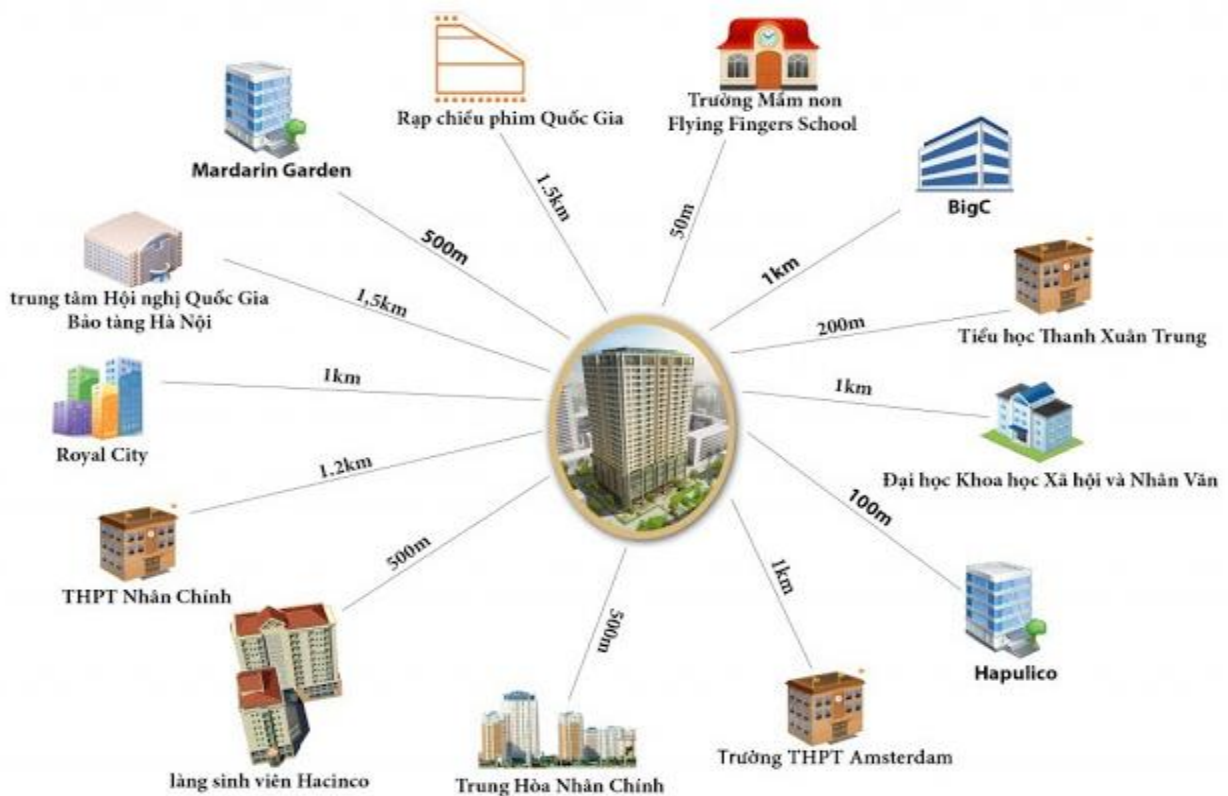 Rạp chiếu phim Quốc Gia
1.5km
Trường Mầm non
Flying Fingers School
50m
BigC
1km
Tiểu học Thanh Xuân Trung
200m
Đại học Khoa học Xã hội và Nhân Văn
1km
Hapulico
100m
Trường THPT Amsterdam
1km
Trung Hòa Nhân Chính
500m
làng sinh viên Hacinco
500m
THPT Nhân Chính
1.2km
Royal City
1km
trung tâm Hội nghị Quốc Gia
Bảo tàng Hà Nội
1,5km
Mardarin Garden
500m